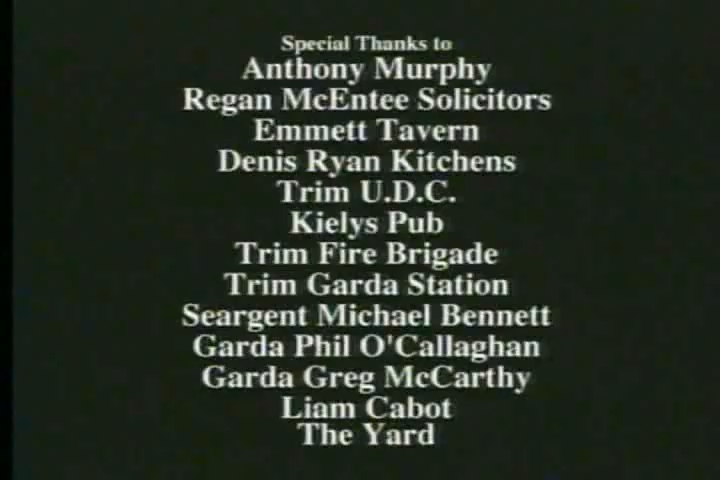 Special Thanks to
Anthony Murphy
Regan McEntee Solicitors
Emmett Tavern
Denis Ryan Kitchens
Trim U.D.C.
Kielys Pub
Trim Fire Brigade
Trim Garda Station
Seargent Michael Bennett
Garda Phil O'Callaghan
Garda Greg McCarthy
Liam Cabot
The Yard